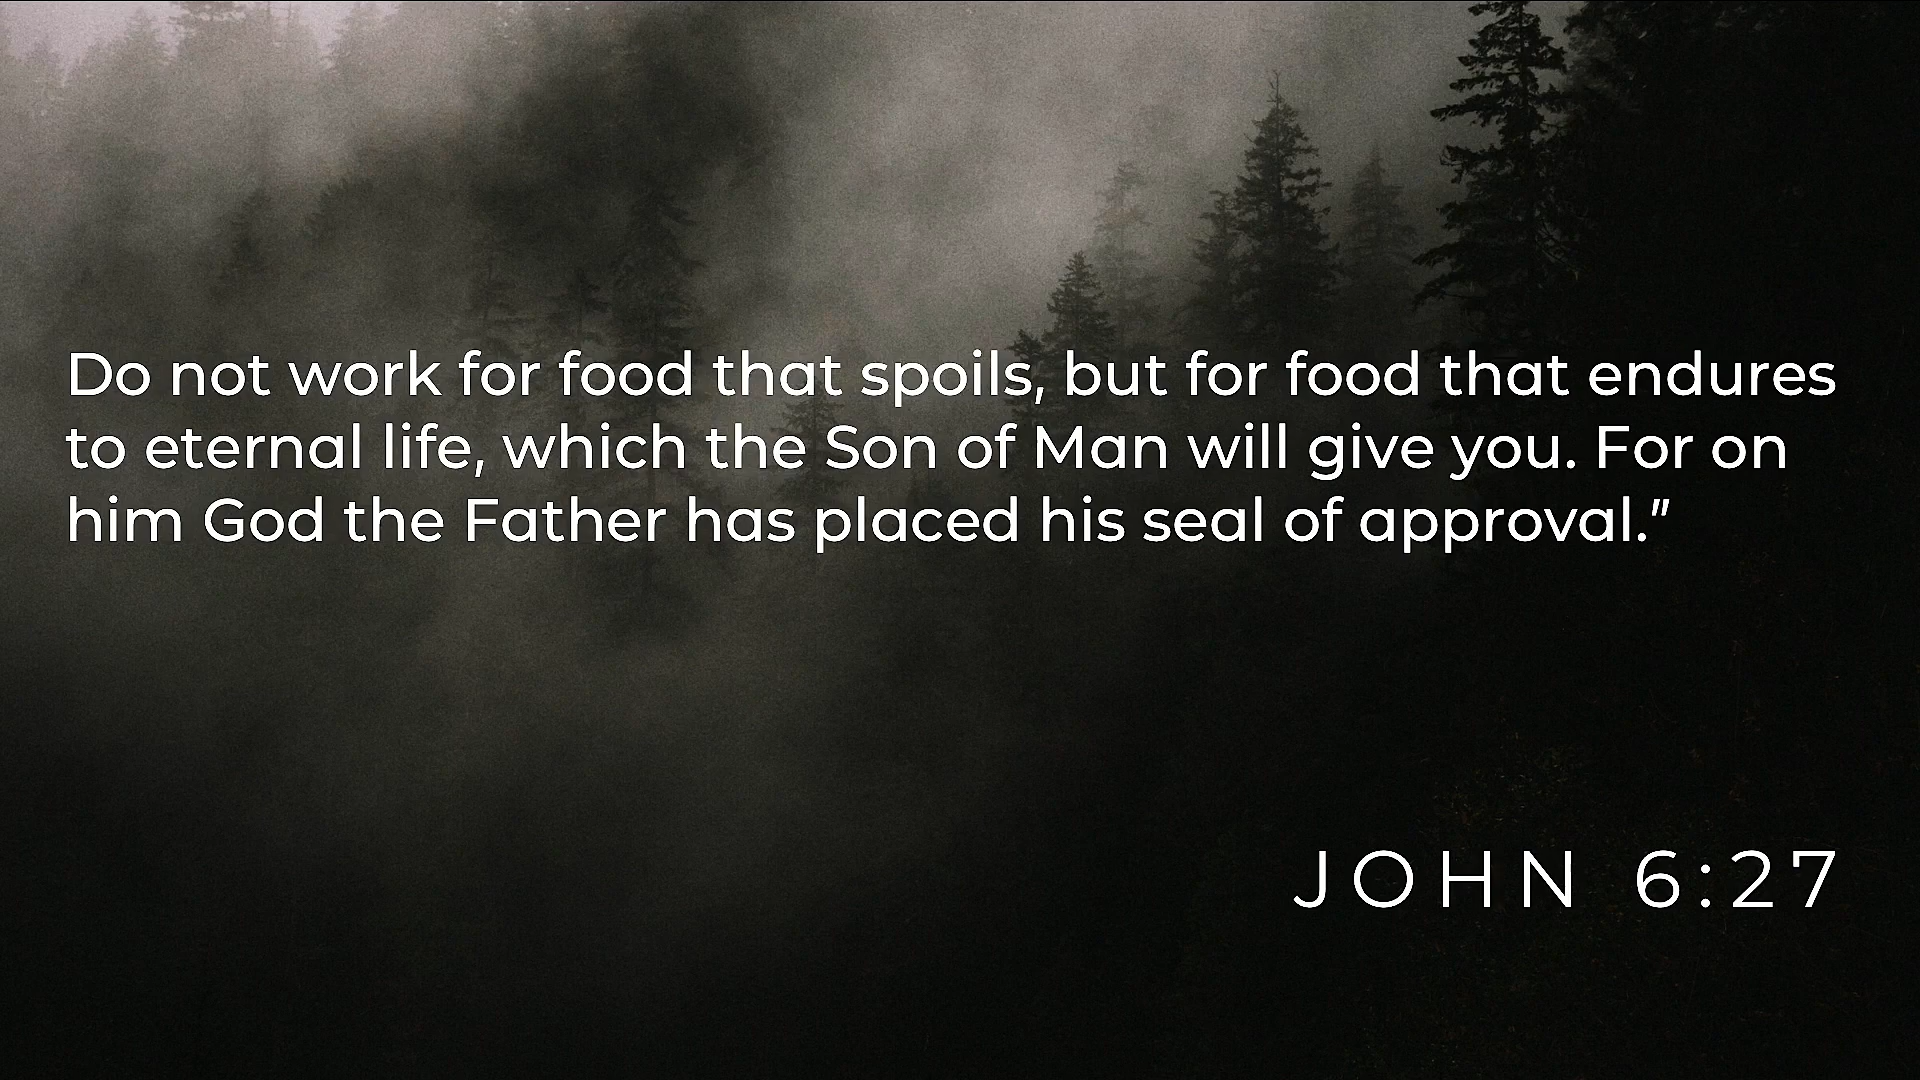 Do not work for food that spoils, but for food that endures
to eternal life, which the Son of Man will give you. For on
him God the Father has placed his seal of approval.”
JOHN 6:27